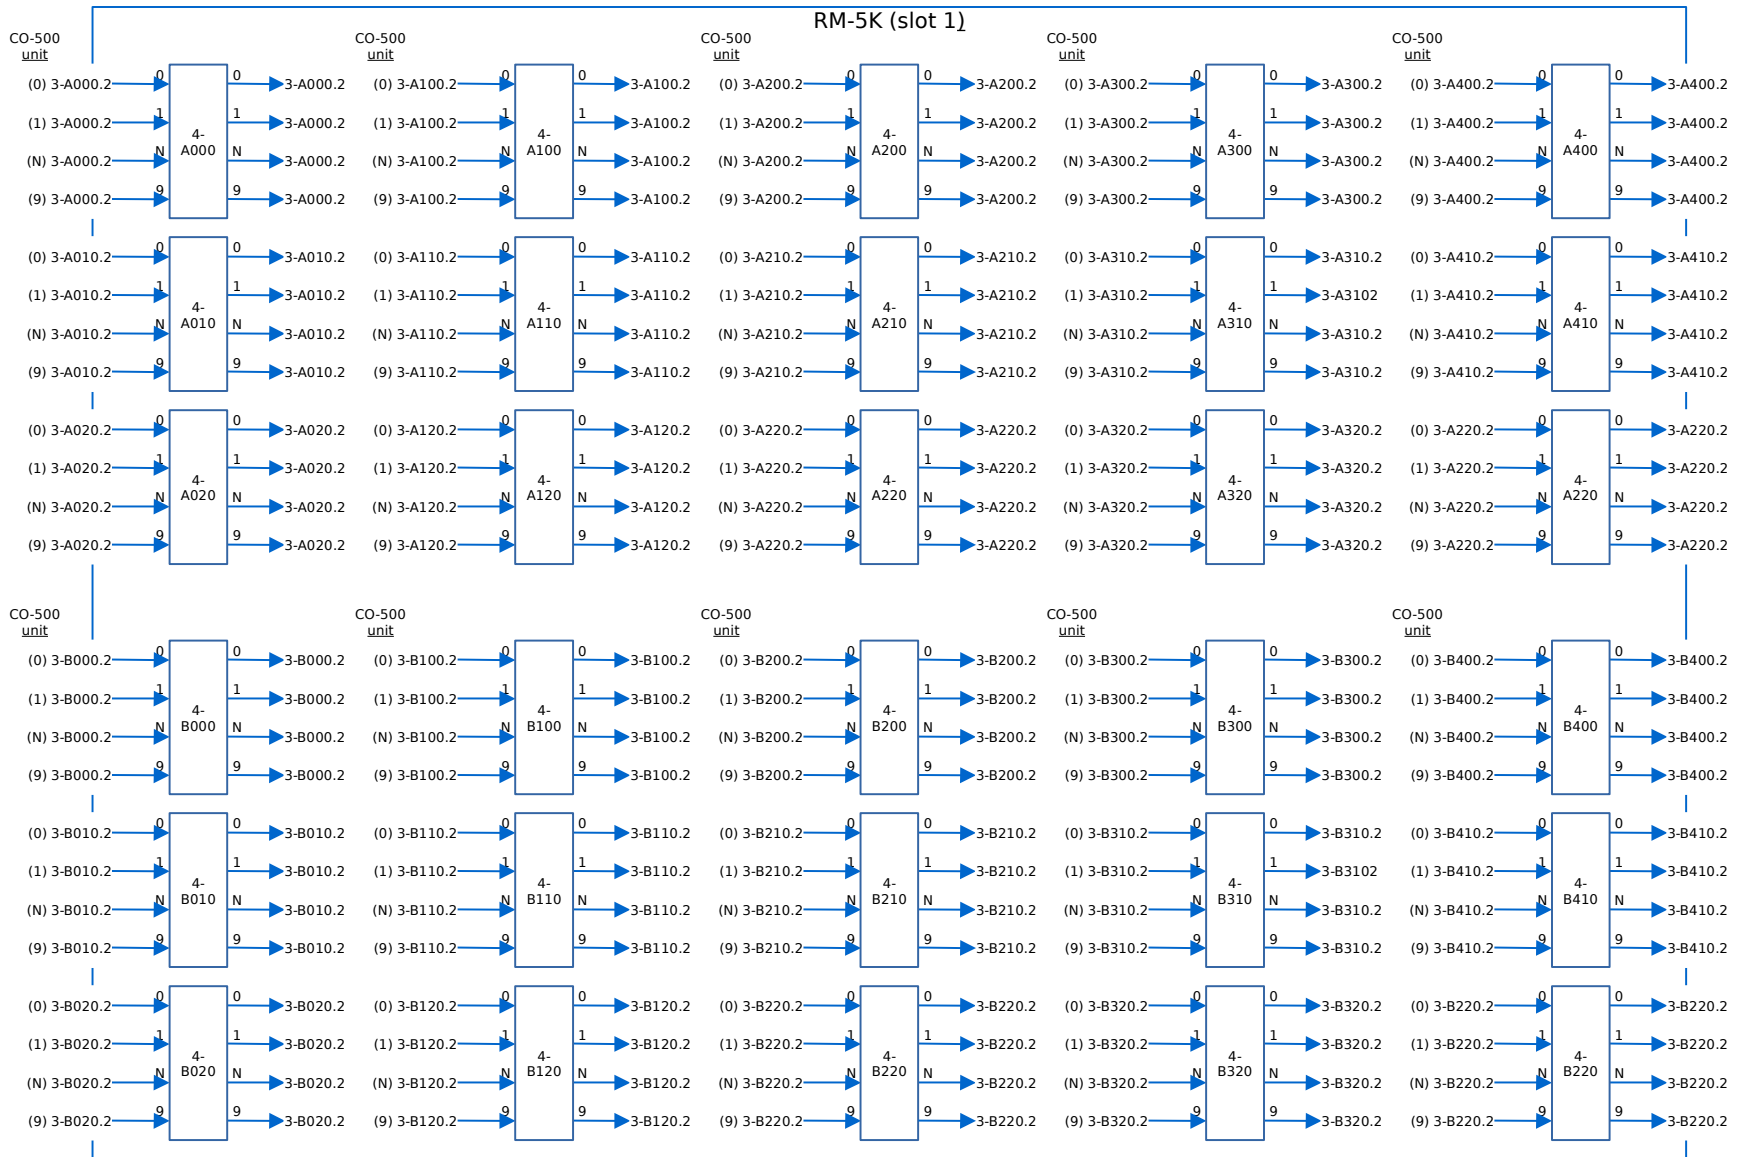 RM-5K (slot 1)
CO-500 CO-500 CO-500 CO-500 CO-500
unit unit unit unit unit
0 0 0 0 0 0 0 0 0 0
(0) 3-A000.2 3-A000.2 (0) 3-A100.2 3-A100.2 (0) 3-A200.2 3-A200.2 (0) 3-A300.2 3-A300.2 (0) 3-A400.2 3-A400.2
1 1 1 1 1 1 1 1 1 1
(1) 3-A000.2 3-A000.2 (1) 3-A100.2 3-A100.2 (1) 3-A200.2 3-A200.2 (1) 3-A300.2 3-A300.2 (1) 3-A400.2 3-A400.2
4- 4- 4- 4- 4-
A000 A100 A200 A300 A400
N N N N N N N N N N
(N) 3-A000.2 3-A000.2 (N) 3-A100.2 3-A100.2 (N) 3-A200.2 3-A200.2 (N) 3-A300.2 3-A300.2 (N) 3-A400.2 3-A400.2
9 9 9 9 9 9 9 9 9 9
(9) 3-A000.2 3-A000.2 (9) 3-A100.2 3-A100.2 (9) 3-A200.2 3-A200.2 (9) 3-A300.2 3-A300.2 (9) 3-A400.2 3-A400.2
0 0 0 0 0 0 0 0 0 0
(0) 3-A010.2 3-A010.2 (0) 3-A110.2 3-A110.2 (0) 3-A210.2 3-A210.2 (0) 3-A310.2 3-A310.2 (0) 3-A410.2 3-A410.2
1 1 1 1 1 1 1 1 1 1
(1) 3-A010.2 3-A010.2 (1) 3-A110.2 3-A110.2 (1) 3-A210.2 3-A210.2 (1) 3-A310.2 3-A3102 (1) 3-A410.2 3-A410.2
4- 4- 4- 4- 4-
A010 A110 A210 A310 A410
N N N N N N N N N N
(N) 3-A010.2 3-A010.2 (N) 3-A110.2 3-A110.2 (N) 3-A210.2 3-A210.2 (N) 3-A310.2 3-A310.2 (N) 3-A410.2 3-A410.2
9 9 9 9 9 9 9 9 9 9
(9) 3-A010.2 3-A010.2 (9) 3-A110.2 3-A110.2 (9) 3-A210.2 3-A210.2 (9) 3-A310.2 3-A310.2 (9) 3-A410.2 3-A410.2
0 0 0 0 0 0 0 0 0 0
(0) 3-A020.2 3-A020.2 (0) 3-A120.2 3-A120.2 (0) 3-A220.2 3-A220.2 (0) 3-A320.2 3-A320.2 (0) 3-A220.2 3-A220.2
1 1 1 1 1 1 1 1 1 1
(1) 3-A020.2 3-A020.2 (1) 3-A120.2 3-A120.2 (1) 3-A220.2 3-A220.2 (1) 3-A320.2 3-A320.2 (1) 3-A220.2 3-A220.2
4- 4- 4- 4- 4-
A020 A120 A220 A320 A220
N N N N N N N N N N
(N) 3-A020.2 3-A020.2 (N) 3-A120.2 3-A120.2 (N) 3-A220.2 3-A220.2 (N) 3-A320.2 3-A320.2 (N) 3-A220.2 3-A220.2
9 9 9 9 9 9 9 9 9 9
(9) 3-A020.2 3-A020.2 (9) 3-A120.2 3-A120.2 (9) 3-A220.2 3-A220.2 (9) 3-A320.2 3-A320.2 (9) 3-A220.2 3-A220.2
CO-500 CO-500 CO-500 CO-500 CO-500
unit unit unit unit unit
0 0 0 0 0 0 0 0 0 0
(0) 3-B000.2 3-B000.2 (0) 3-B100.2 3-B100.2 (0) 3-B200.2 3-B200.2 (0) 3-B300.2 3-B300.2 (0) 3-B400.2 3-B400.2
1 1 1 1 1 1 1 1 1 1
(1) 3-B000.2 3-B000.2 (1) 3-B100.2 3-B100.2 (1) 3-B200.2 3-B200.2 (1) 3-B300.2 3-B300.2 (1) 3-B400.2 3-B400.2
4- 4- 4- 4- 4-
B000 B100 B200 B300 B400
N N N N N N N N N N
(N) 3-B000.2 3-B000.2 (N) 3-B100.2 3-B100.2 (N) 3-B200.2 3-B200.2 (N) 3-B300.2 3-B300.2 (N) 3-B400.2 3-B400.2
9 9 9 9 9 9 9 9 9 9
(9) 3-B000.2 3-B000.2 (9) 3-B100.2 3-B100.2 (9) 3-B200.2 3-B200.2 (9) 3-B300.2 3-B300.2 (9) 3-B400.2 3-B400.2
0 0 0 0 0 0 0 0 0 0
(0) 3-B010.2 3-B010.2 (0) 3-B110.2 3-B110.2 (0) 3-B210.2 3-B210.2 (0) 3-B310.2 3-B310.2 (0) 3-B410.2 3-B410.2
1 1 1 1 1 1 1 1 1 1
(1) 3-B010.2 3-B010.2 (1) 3-B110.2 3-B110.2 (1) 3-B210.2 3-B210.2 (1) 3-B310.2 3-B3102 (1) 3-B410.2 3-B410.2
4- 4- 4- 4- 4-
B010 B110 B210 B310 B410
N N N N N N N N N N
(N) 3-B010.2 3-B010.2 (N) 3-B110.2 3-B110.2 (N) 3-B210.2 3-B210.2 (N) 3-B310.2 3-B310.2 (N) 3-B410.2 3-B410.2
9 9 9 9 9 9 9 9 9 9
(9) 3-B010.2 3-B010.2 (9) 3-B110.2 3-B110.2 (9) 3-B210.2 3-B210.2 (9) 3-B310.2 3-B310.2 (9) 3-B410.2 3-B410.2
0 0 0 0 0 0 0 0 0 0
(0) 3-B020.2 3-B020.2 (0) 3-B120.2 3-B120.2 (0) 3-B220.2 3-B220.2 (0) 3-B320.2 3-B320.2 (0) 3-B220.2 3-B220.2
1 1 1 1 1 1 1 1 1 1
(1) 3-B020.2 3-B020.2 (1) 3-B120.2 3-B120.2 (1) 3-B220.2 3-B220.2 (1) 3-B320.2 3-B320.2 (1) 3-B220.2 3-B220.2
4- 4- 4- 4- 4-
B020 B120 B220 B320 B220
N N N N N N N N N N
(N) 3-B020.2 3-B020.2 (N) 3-B120.2 3-B120.2 (N) 3-B220.2 3-B220.2 (N) 3-B320.2 3-B320.2 (N) 3-B220.2 3-B220.2
9 9 9 9 9 9 9 9 9 9
(9) 3-B020.2 3-B020.2 (9) 3-B120.2 3-B120.2 (9) 3-B220.2 3-B220.2 (9) 3-B320.2 3-B320.2 (9) 3-B220.2 3-B220.2